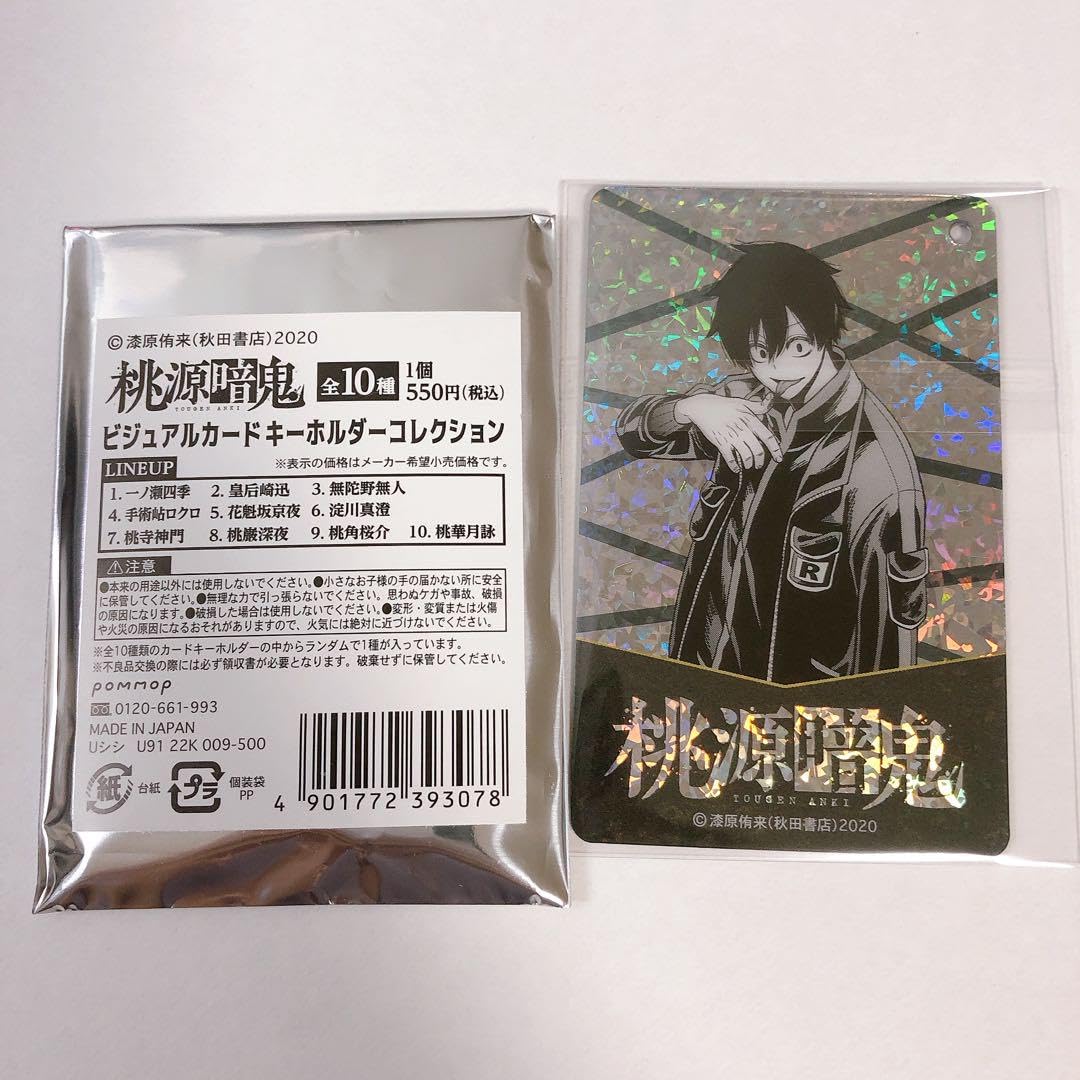 ©漆原侑来(秋田書店)2020
桃源暗鬼
TOUGEN ANKI
全10種
1個
550円(税込)
ビジュアルカードキーホルダーコレクション
LINEUP
※表示の価格はメーカー希望小売価格です。
1. 一ノ瀬四季 2. 皇后崎迅 3. 無陀野無人
4. 手術岾ロクロ 5. 花魁坂京夜 6. 淀川真澄
7. 桃寺神門 8. 桃巌深夜 9. 桃角桜介 10. 桃華月詠
⚠注意
●本来の用途以外には使用しないでください。●小さなお子様の手の届かない所に安全
に保管してください。●無理な力で引っ張らないでください。思わぬケガや事故、破損
の原因になります。●破損した場合は使用しないでください。●変形・変質または火傷
や火災の原因になるおそれがありますので、火気には絶対に近づけないでください。
※全10種類のカードキーホルダーの中からランダムで1種が入っています。
※不良品交換の際には必ず領収書が必要となります。破棄せずに保管してください。
pommop
0120-661-993
MADE IN JAPAN
Uシシ U91 22K 009-500
紙 台紙 プラ 個装袋
PP
4 901772 393078
R
桃源暗鬼
TOUGEN ANKI
©漆原侑来(秋田書店)2020